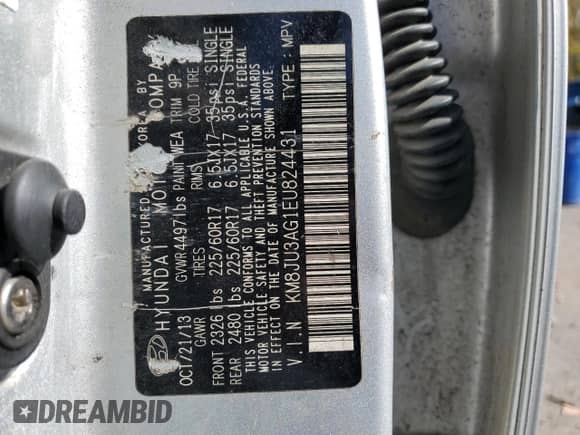 MANUFACTURED KOREA BY
HYUNDAI MOT COMPA
OCT/21/13 GVWR 4497 lbs PAINT WEA TRIM 9P
GAWR TIRES RIMS COLD TIRE
FRONT 2326 lbs 225/60R17 6.5JX17 35psi SINGLE
REAR 2480 lbs 225/60R17 6.5JX17 35psi SINGLE
THIS VEHICLE CONFORMS TO ALL APPLICABLE U.S.A. FEDERAL
MOTOR VEHICLE SAFETY AND THEFT PREVENTION STANDARDS
IN EFFECT ON THE DATE OF MANUFACTURE SHOWN ABOVE.
V.I.N KM8JU3AG1EU824431 TYPE: MPV
DREAMBID